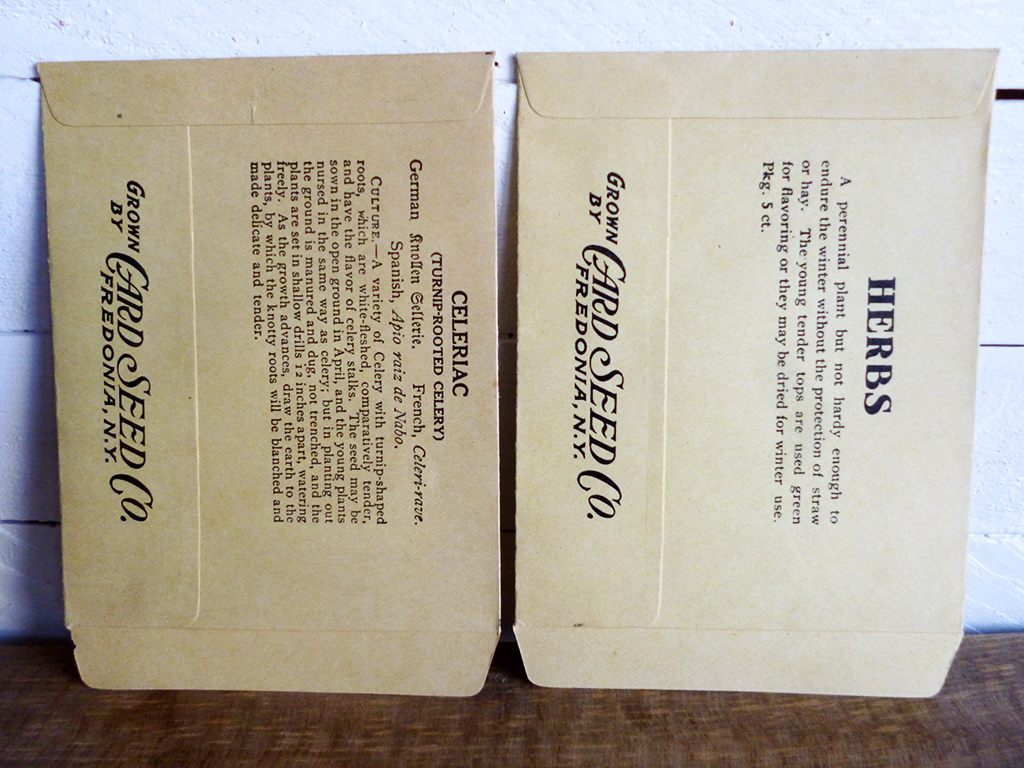 CELERIAC
(TURNIP-ROOTED CELERY)
German Knollen Sellerie. French, Céleri-rave.
Spanish, Apio raiz de Nabo.
CULTURE.—A variety of Celery with turnip-shaped
roots, which are white-fleshed, comparatively tender,
and have the flavor of celery stalks. The seed may be
sown in the open ground in April, and the young plants
nursed in the same way as celery; but in planting out
the ground is manured and dug, not trenched, and the
plants are set in shallow drills 12 inches apart, watering
freely. As the growth advances, draw the earth to the
plants, by which the knotty roots will be blanched and
made delicate and tender.
GROWN BY CARD SEED CO.
FREDONIA, N.Y.
HERBS
A perennial plant but not hardy enough to
endure the winter without the protection of straw
or hay. The young tender tops are used green
for flavoring or they may be dried for winter use.
Pkg. 5 ct.
GROWN BY CARD SEED CO.
FREDONIA, N.Y.